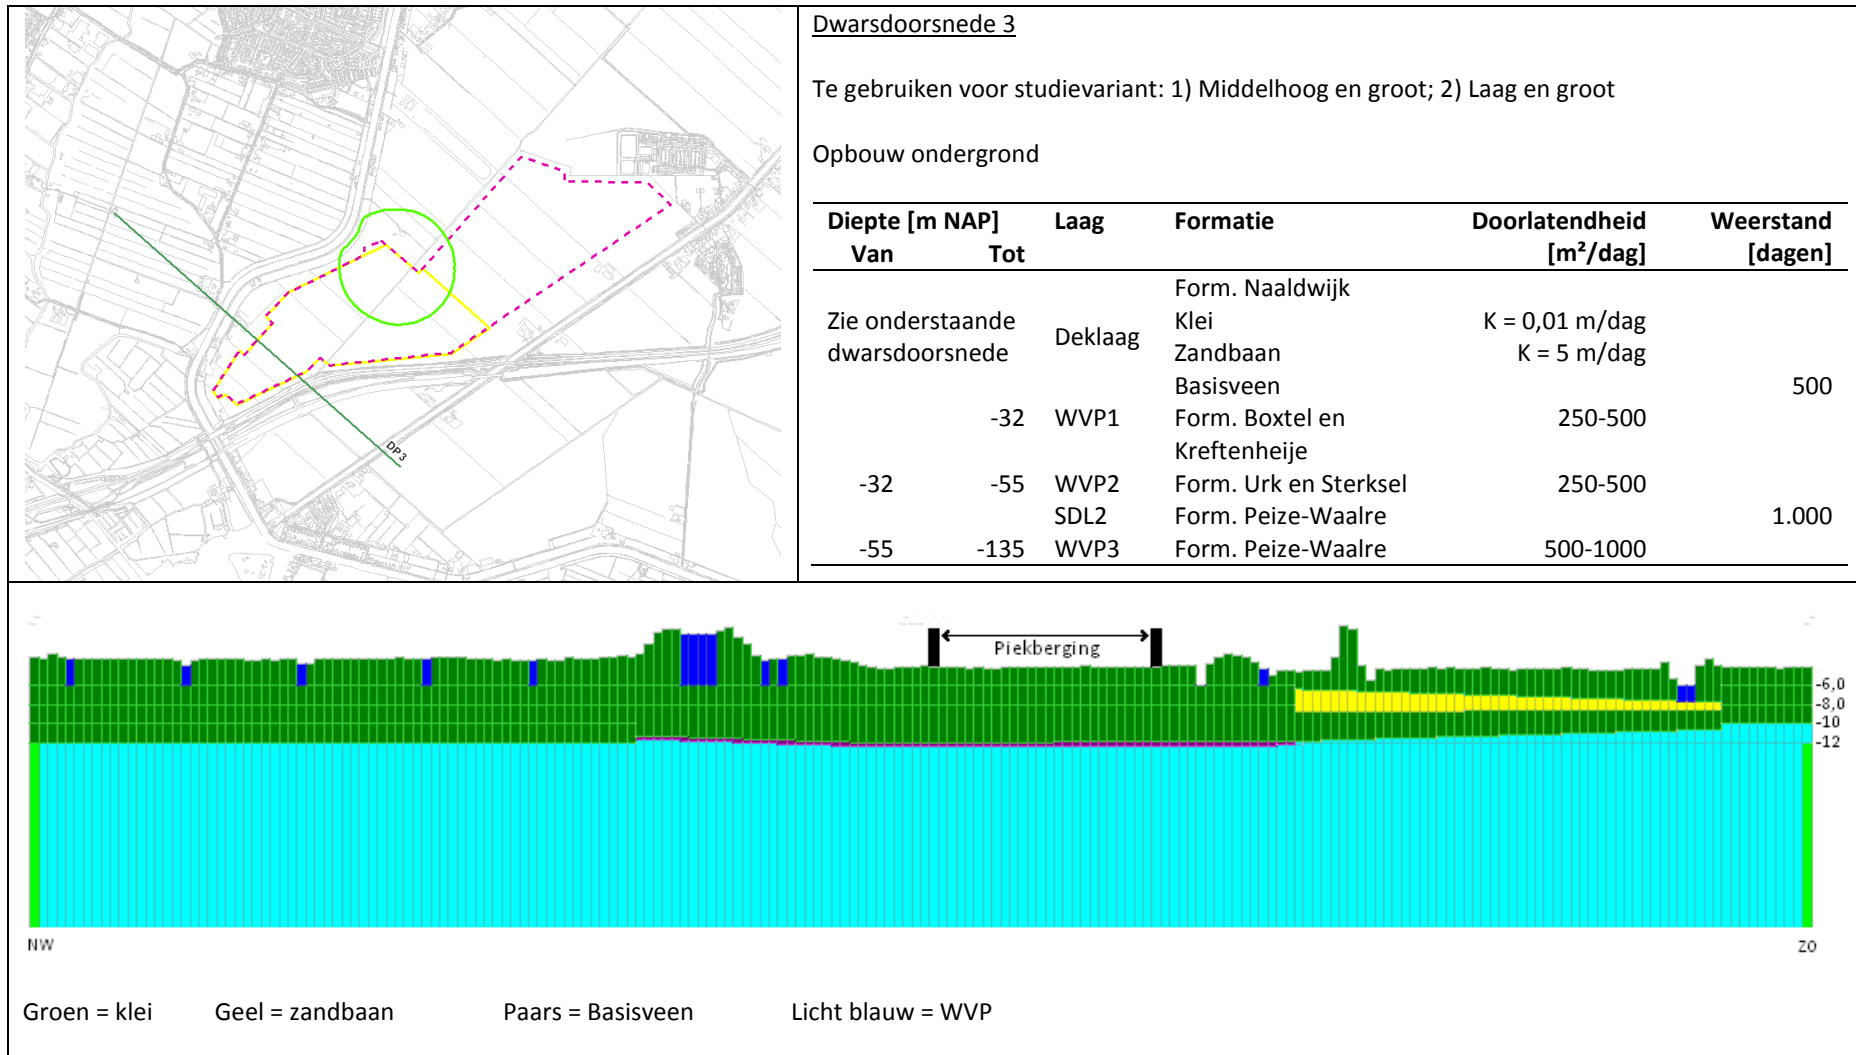 Dwarsdoorsnede 3
Te gebruiken voor studievariant: 1) Middelhoog en groot; 2) Laag en groot
Opbouw ondergrond
Diepte [m NAP] Laag Formatie Doorlatendheid Weerstand
Van Tot [m²/dag] [dagen]
Form. Naaldwijk
Zie onderstaande Klei K = 0,01 m/dag
dwarsdoorsnede Deklaag Zandbaan K = 5 m/dag
Basisveen 500
-32 WVP1 Form. Boxtel en 250-500
Kreftenheije
-32 -55 WVP2 Form. Urk en Sterksel 250-500
SDL2 Form. Peize-Waalre 1.000
-55 -135 WVP3 Form. Peize-Waalre 500-1000
DP3
Piekberging
-6,0
-8,0
-10
-12
NW ZO
Groen = klei Geel = zandbaan Paars = Basisveen Licht blauw = WVP